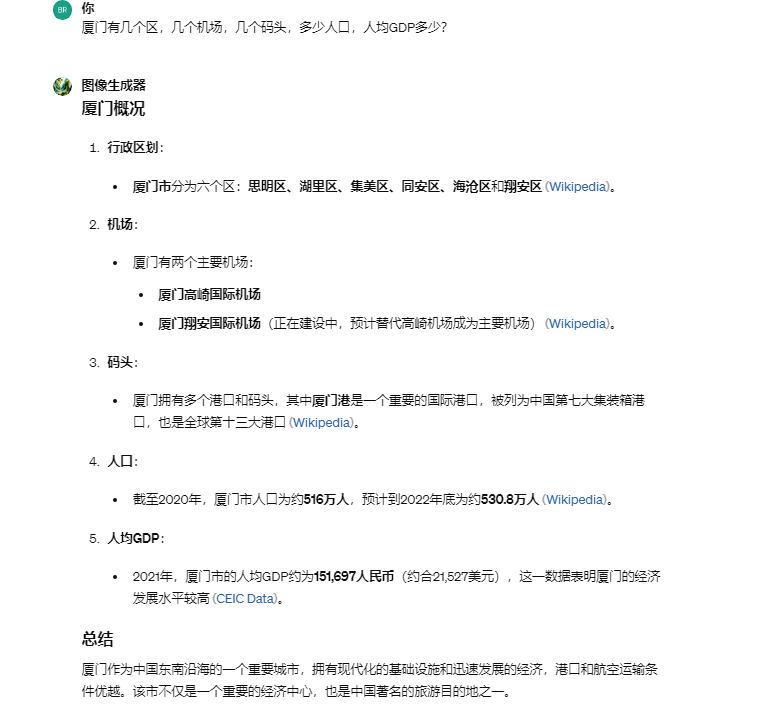 BR
你
厦门有几个区，几个机场，几个码头，多少人口，人均GDP多少？
图像生成器
厦门概况
1. 行政区划：
• 厦门市分为六个区：思明区、湖里区、集美区、同安区、海沧区和翔安区 (Wikipedia)。
2. 机场：
• 厦门有两个主要机场：
• 厦门高崎国际机场
• 厦门翔安国际机场（正在建设中，预计替代高崎机场成为主要机场） (Wikipedia)。
3. 码头：
• 厦门拥有多个港口和码头，其中厦门港是一个重要的国际港口，被列为中国第七大集装箱港
口，也是全球第十三大港口 (Wikipedia)。
4. 人口：
• 截至2020年，厦门市人口为约516万人，预计到2022年底为约530.8万人 (Wikipedia)。
5. 人均GDP：
• 2021年，厦门市的人均GDP约为151,697人民币（约合21,527美元），这一数据表明厦门的经济
发展水平较高 (CEIC Data)。
总结
厦门作为中国东南沿海的一个重要城市，拥有现代化的基础设施和迅速发展的经济，港口和航空运输条
件优越。该市不仅是一个重要的经济中心，也是中国著名的旅游目的地之一。